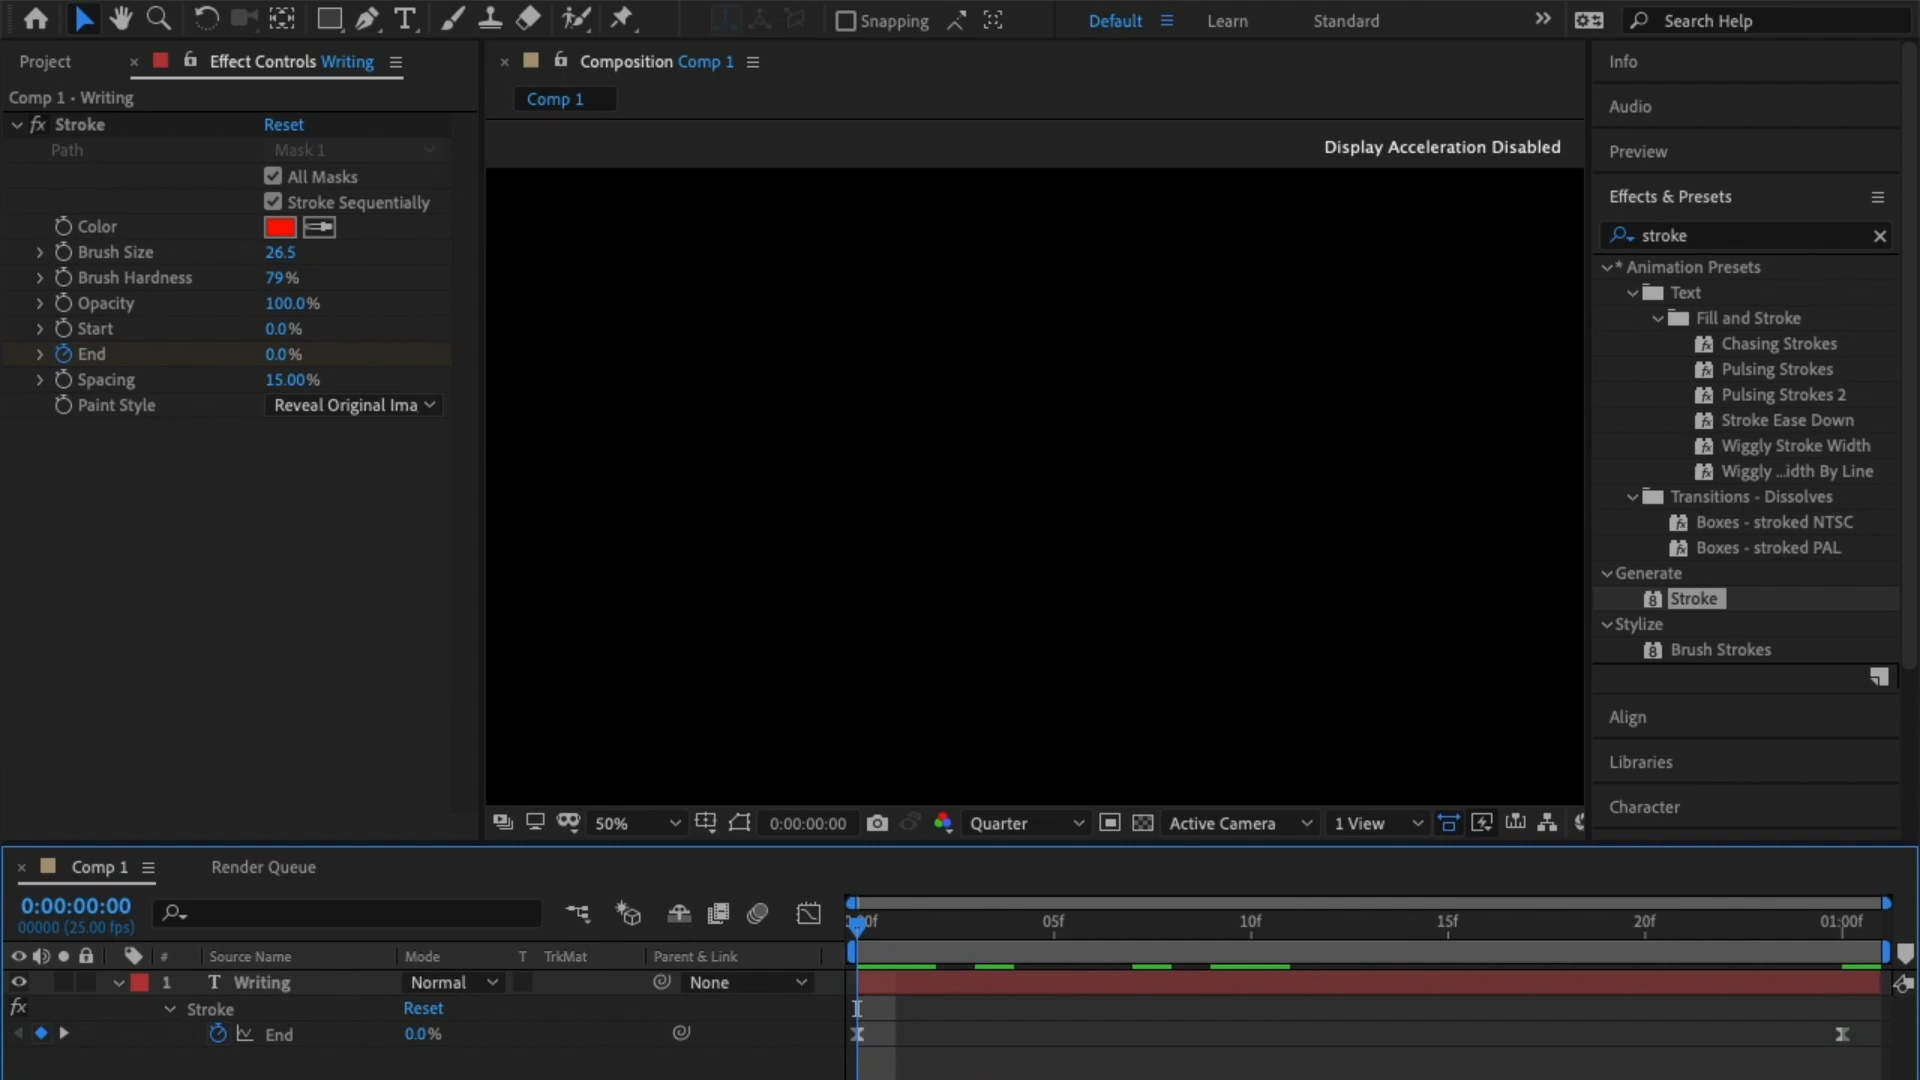 Snapping
Default
Learn
Standard
Search Help
Project
Effect Controls Writing
Comp 1 · Writing
fx Stroke Reset
Path Mask 1
All Masks
Stroke Sequentially
Color
Brush Size 26.5
Brush Hardness 79%
Opacity 100.0%
Start 0.0%
End 0.0%
Spacing 15.00%
Paint Style Reveal Original Ima
Composition Comp 1
Comp 1
Display Acceleration Disabled
50%
0:00:00:00
Quarter
Active Camera
1 View
Info
Audio
Preview
Effects & Presets
stroke
* Animation Presets
Text
Fill and Stroke
Chasing Strokes
Pulsing Strokes
Pulsing Strokes 2
Stroke Ease Down
Wiggly Stroke Width
Wiggly ...idth By Line
Transitions - Dissolves
Boxes - stroked NTSC
Boxes - stroked PAL
Generate
Stroke
Stylize
Brush Strokes
Align
Libraries
Character
Comp 1
Render Queue
0:00:00:00
00000 (25.00 fps)
05f 10f 15f 20f 01:00f
# Source Name Mode T TrkMat Parent & Link
1 T Writing Normal None
fx Stroke Reset
End 0.0%